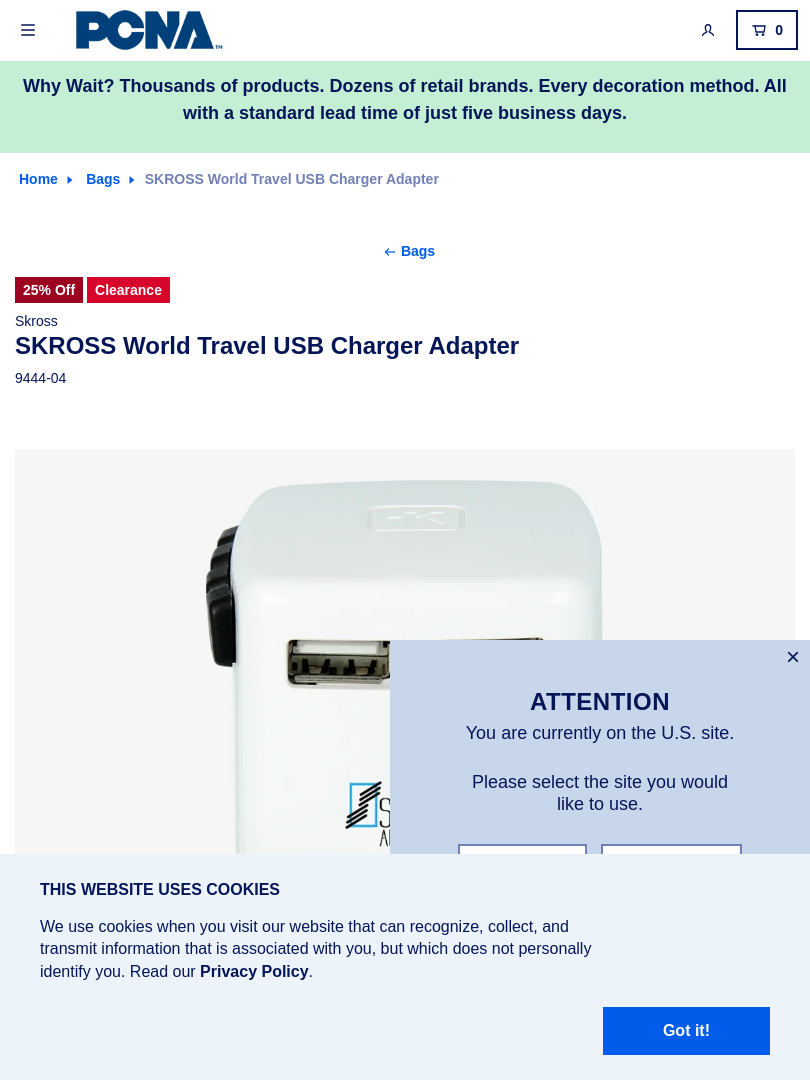 PCNA™
0
Why Wait? Thousands of products. Dozens of retail brands. Every decoration method. All
with a standard lead time of just five business days.
Home Bags SKROSS World Travel USB Charger Adapter
← Bags
25% Off Clearance
Skross
SKROSS World Travel USB Charger Adapter
9444-04
ATTENTION
You are currently on the U.S. site.
Please select the site you would
like to use.
THIS WEBSITE USES COOKIES
We use cookies when you visit our website that can recognize, collect, and
transmit information that is associated with you, but which does not personally
identify you. Read our Privacy Policy.
Got it!